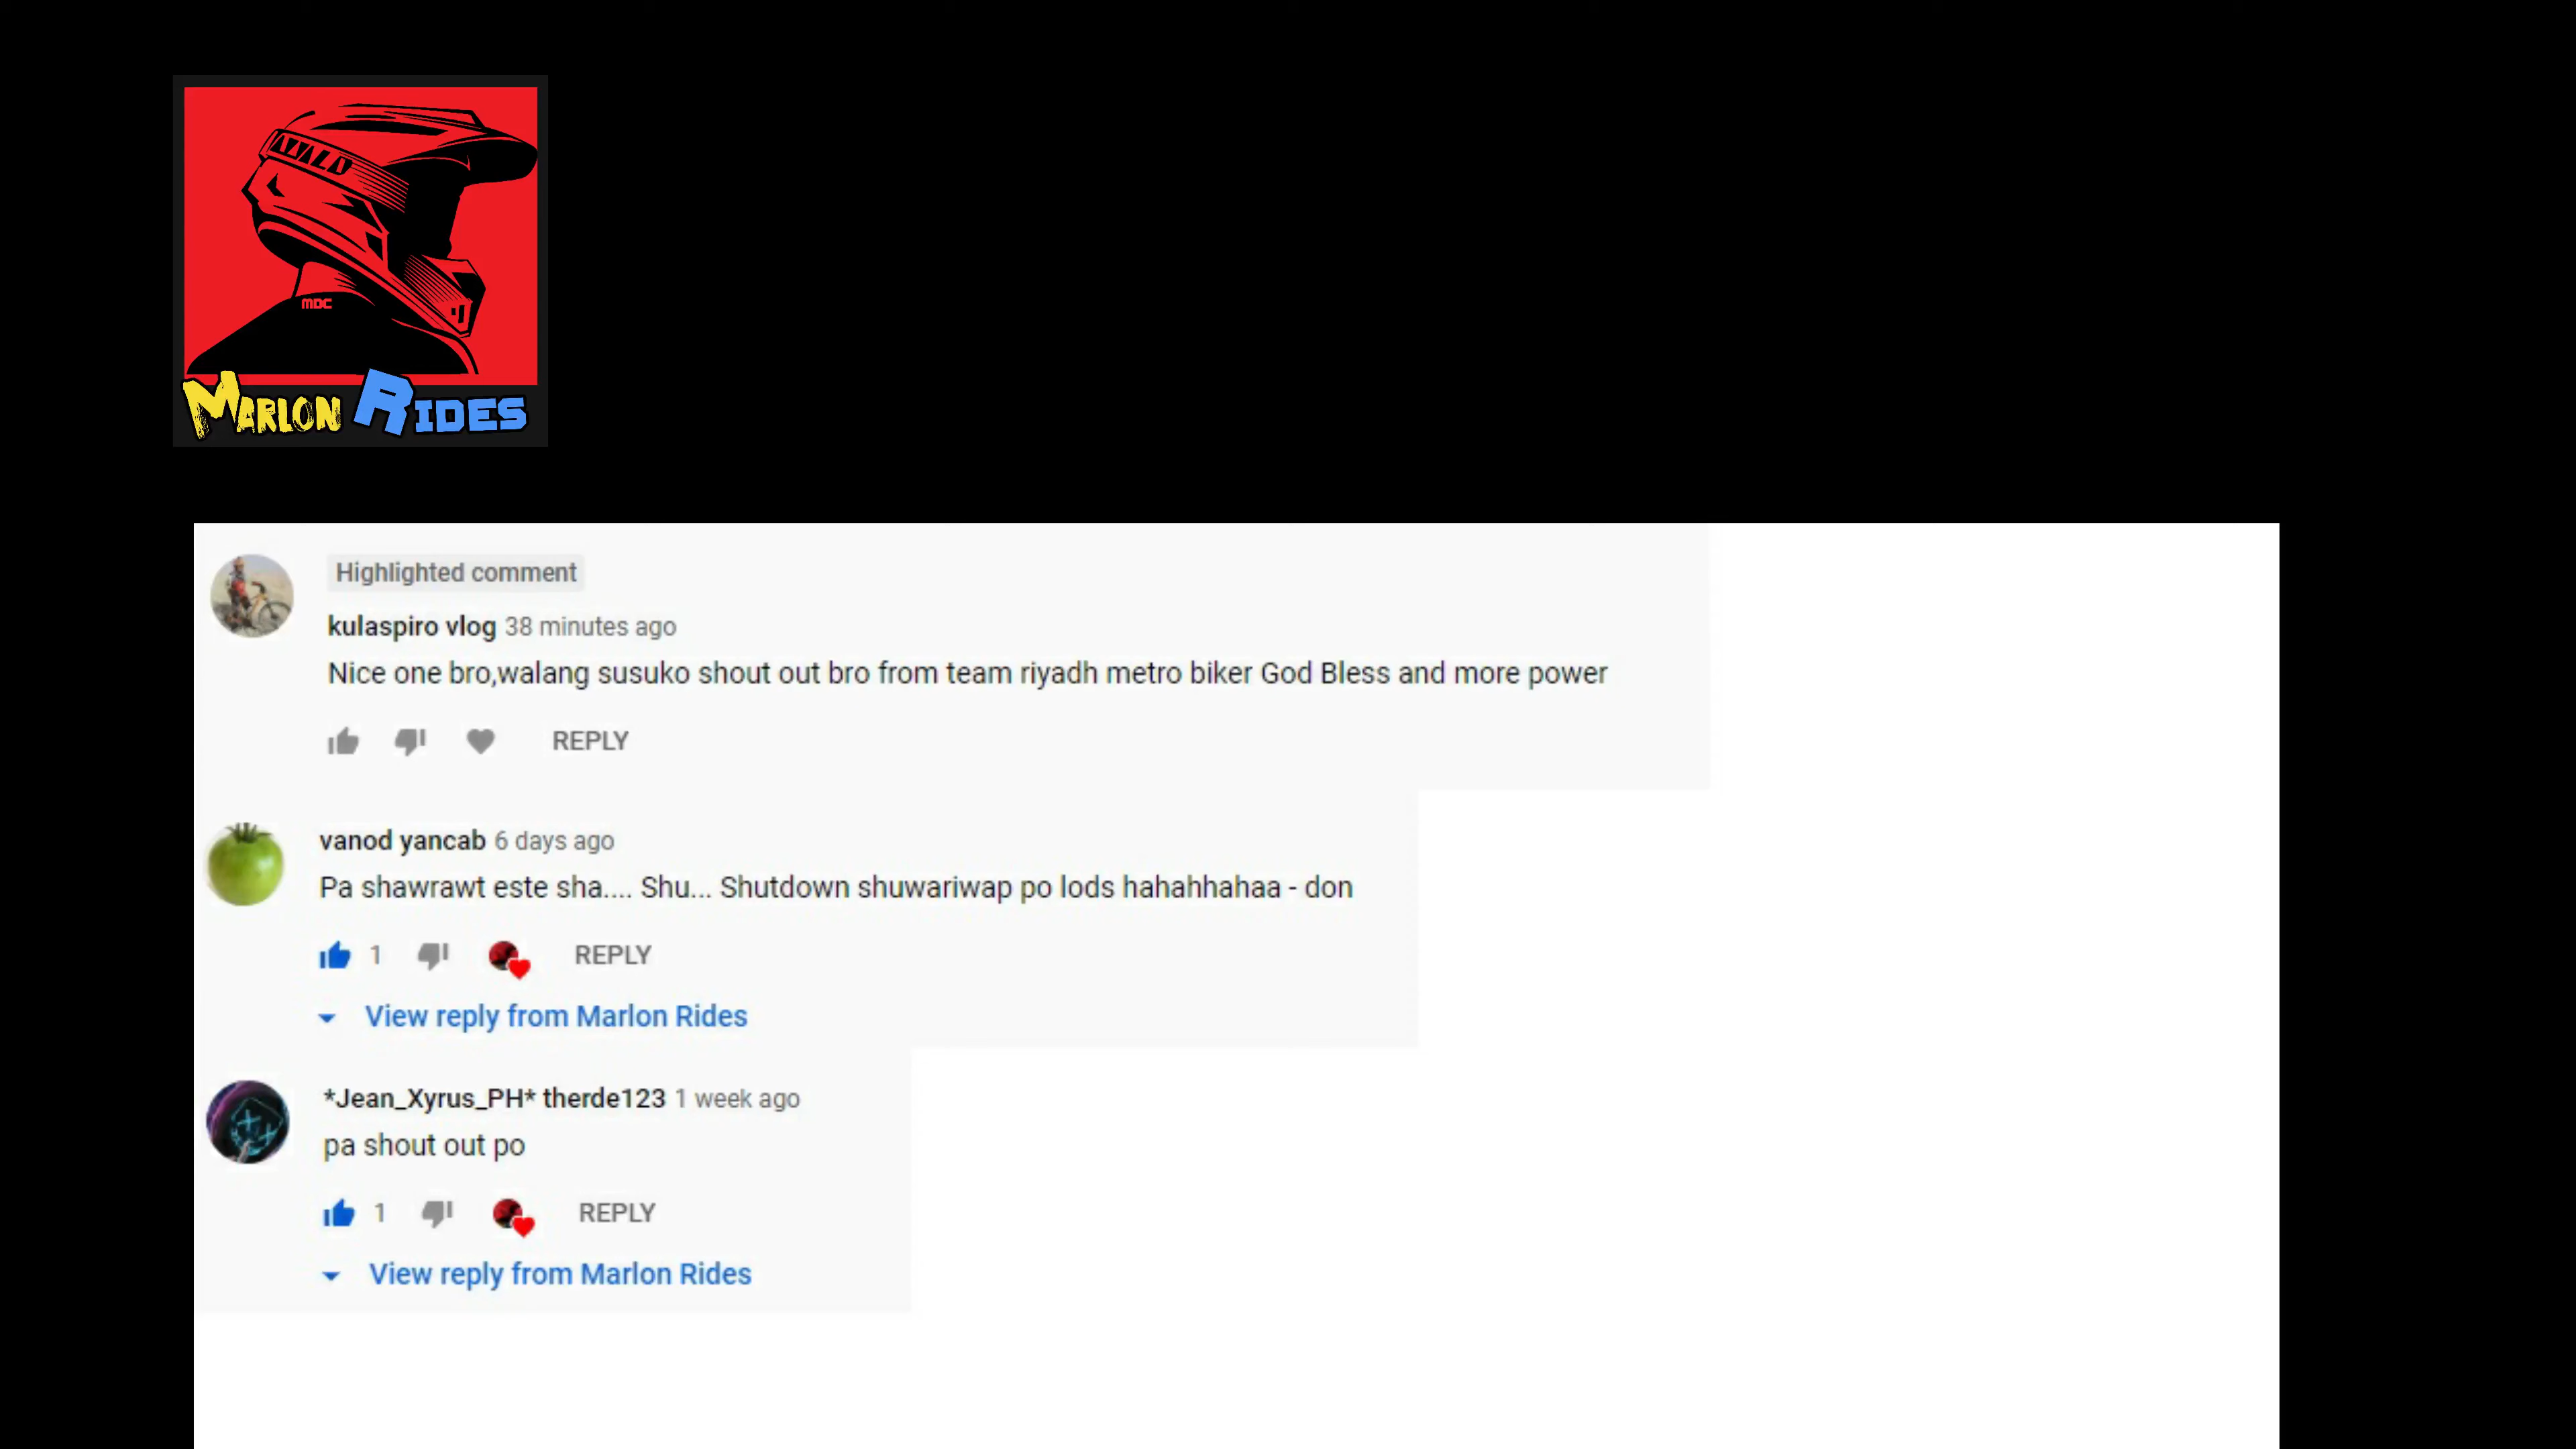 MDC
MARLON RIDES
Highlighted comment
kulaspiro vlog 38 minutes ago
Nice one bro,walang susuko shout out bro from team riyadh metro biker God Bless and more power
REPLY
vanod yancab 6 days ago
Pa shawrawt este sha.... Shu... Shutdown shuwariwap po lods hahahhahaa - don
1 REPLY
View reply from Marlon Rides
*Jean_Xyrus_PH* therde123 1 week ago
pa shout out po
1 REPLY
View reply from Marlon Rides